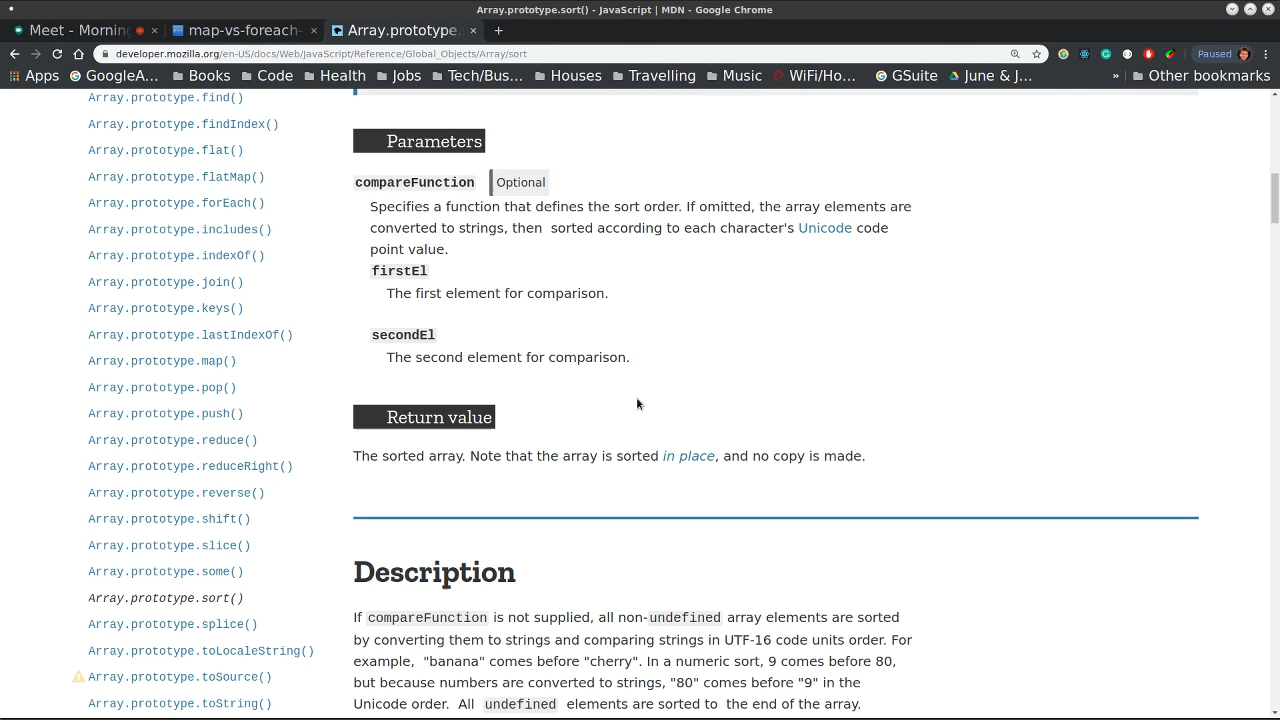 Array.prototype.sort() - JavaScript | MDN - Google Chrome
Meet - Mornin
map-vs-foreach-
Array.prototype.
developer.mozilla.org/en-US/docs/Web/JavaScript/Reference/Global_Objects/Array/sort
Paused
Apps
GoogleA...
Books
Code
Health
Jobs
Tech/Bus...
Houses
Travelling
Music
WiFi/Ho...
GSuite
June & J...
»
Other bookmarks
Array.prototype.find()
Array.prototype.findIndex()
Array.prototype.flat()
Array.prototype.flatMap()
Array.prototype.forEach()
Array.prototype.includes()
Array.prototype.indexOf()
Array.prototype.join()
Array.prototype.keys()
Array.prototype.lastIndexOf()
Array.prototype.map()
Array.prototype.pop()
Array.prototype.push()
Array.prototype.reduce()
Array.prototype.reduceRight()
Array.prototype.reverse()
Array.prototype.shift()
Array.prototype.slice()
Array.prototype.some()
Array.prototype.sort()
Array.prototype.splice()
Array.prototype.toLocaleString()
Array.prototype.toSource()
Array.prototype.toString()
Parameters
compareFunction Optional
Specifies a function that defines the sort order. If omitted, the array elements are
converted to strings, then sorted according to each character's Unicode code
point value.
firstEl
The first element for comparison.
secondEl
The second element for comparison.
Return value
The sorted array. Note that the array is sorted in place, and no copy is made.
Description
If compareFunction is not supplied, all non-undefined array elements are sorted
by converting them to strings and comparing strings in UTF-16 code units order. For
example, "banana" comes before "cherry". In a numeric sort, 9 comes before 80,
but because numbers are converted to strings, "80" comes before "9" in the
Unicode order. All undefined elements are sorted to the end of the array.